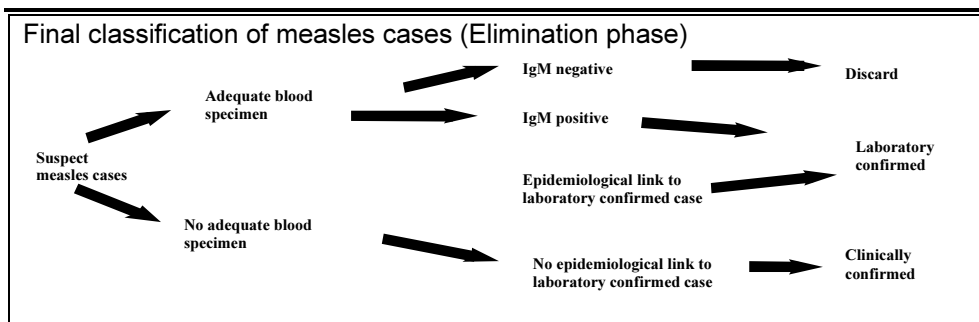 Final classification of measles cases (Elimination phase)
IgM negative
Discard
Adequate blood
specimen
IgM positive
Suspect
measles cases
Laboratory
confirmed
Epidemiological link to
laboratory confirmed case
No adequate blood
specimen
No epidemiological link to
laboratory confirmed case
Clinically
confirmed